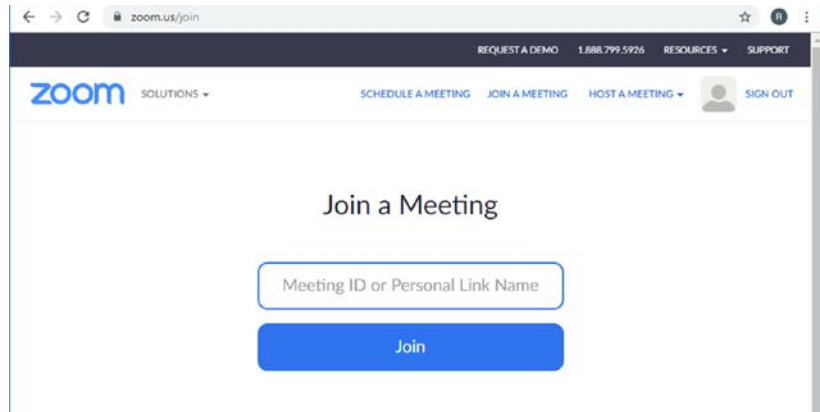 zoom.us/join
R
REQUEST A DEMO 1.888.799.5926 RESOURCES SUPPORT
zoom SOLUTIONS SCHEDULE A MEETING JOIN A MEETING HOST A MEETING SIGN OUT
Join a Meeting
Meeting ID or Personal Link Name
Join